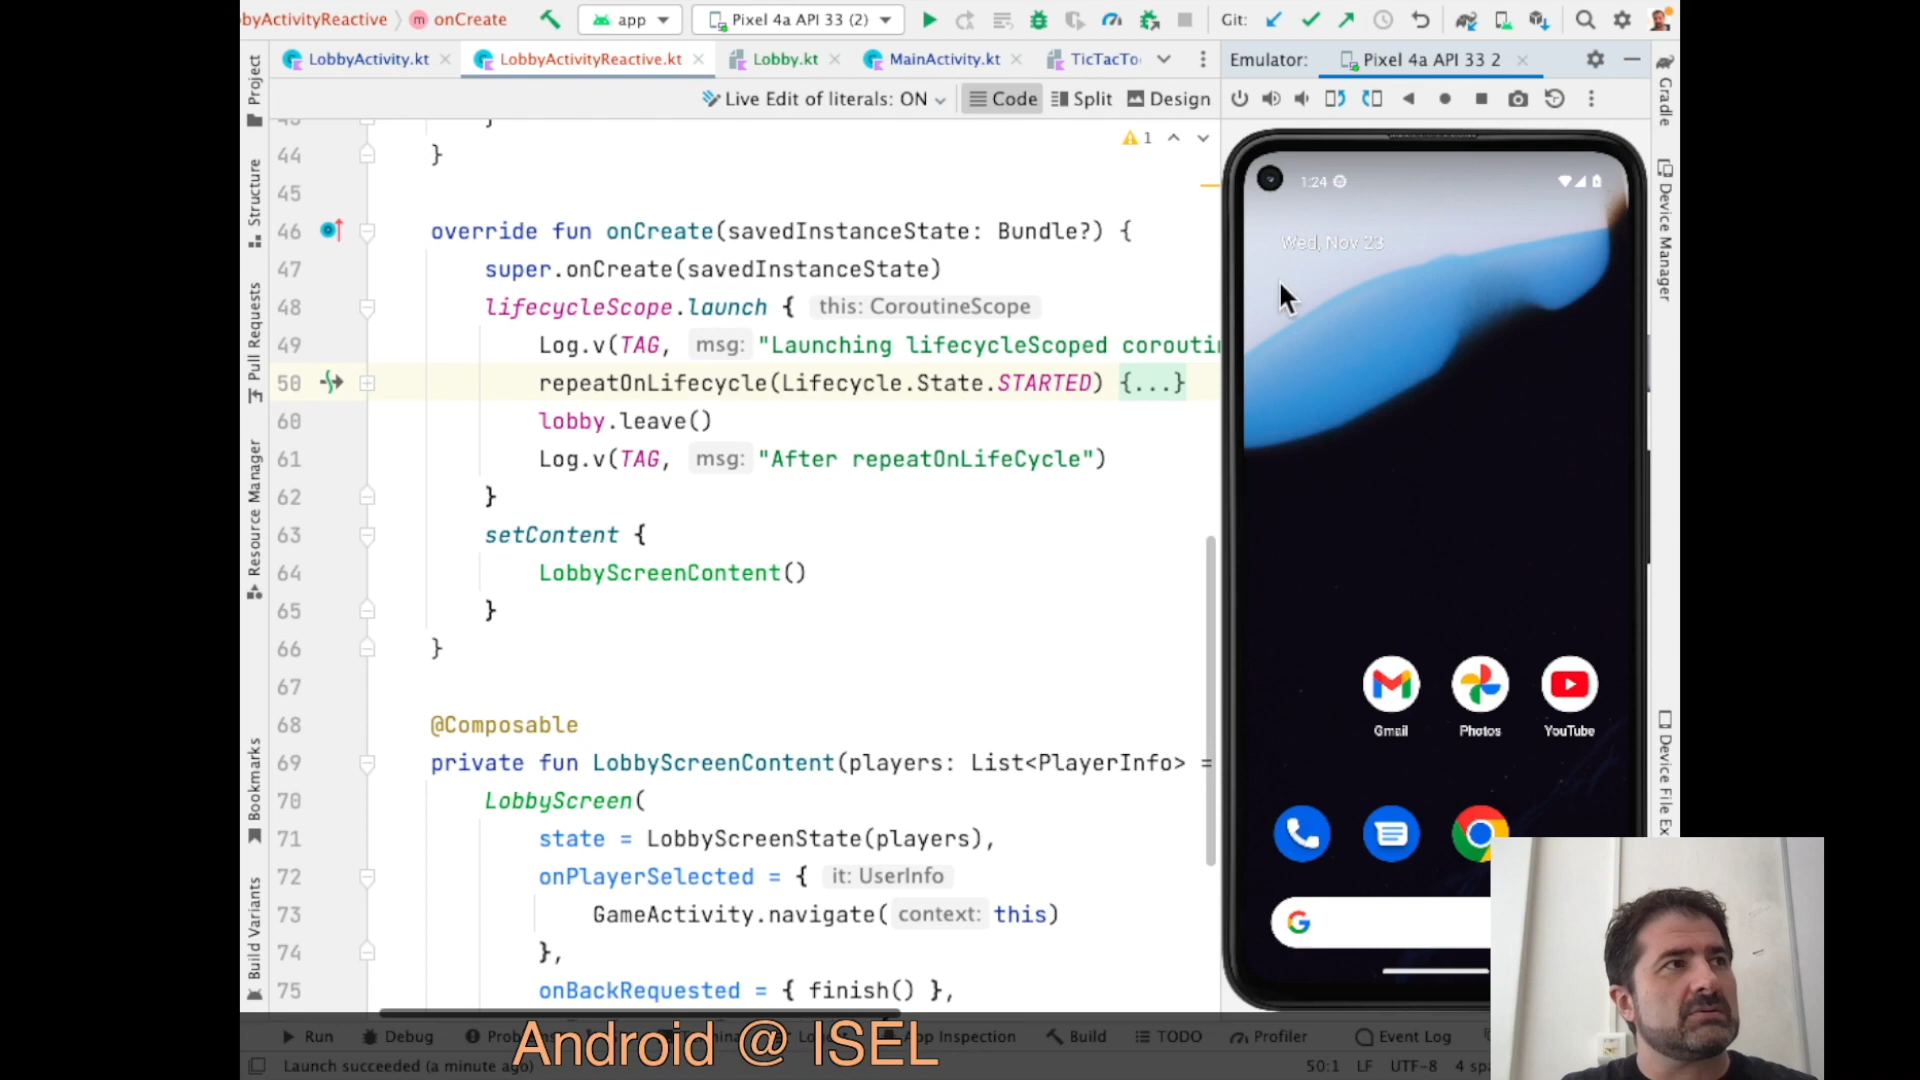 obbyActivityReactive 〉 m onCreate app Pixel 4a API 33 (2) Git:
LobbyActivity.kt LobbyActivityReactive.kt Lobby.kt MainActivity.kt TicTacTo Emulator: Pixel 4a API 33 2
Live Edit of literals: ON Code Split Design
Project
Structure
Pull Requests
Resource Manager
Bookmarks
Build Variants
1
44 }
45
46 override fun onCreate(savedInstanceState: Bundle?) {
47 super.onCreate(savedInstanceState)
48 lifecycleScope.launch { this: CoroutineScope
49 Log.v(TAG, msg: "Launching lifecycleScoped corouti
50 repeatOnLifecycle(Lifecycle.State.STARTED) {...}
60 lobby.leave()
61 Log.v(TAG, msg: "After repeatOnLifeCycle")
62 }
63 setContent {
64 LobbyScreenContent()
65 }
66 }
67
68 @Composable
69 private fun LobbyScreenContent(players: List<PlayerInfo> =
70 LobbyScreen(
71 state = LobbyScreenState(players),
72 onPlayerSelected = { it: UserInfo
73 GameActivity.navigate( context: this)
74 },
75 onBackRequested = { finish() },
1:24
Wed, Nov 23
Gmail Photos YouTube
G
Gradle
Device Manager
Device File Ex
Run Debug App Inspection Build TODO Profiler Event Log
Android @ ISEL
Launch succeeded (a minute ago) 50:1 LF UTF-8 4 sp